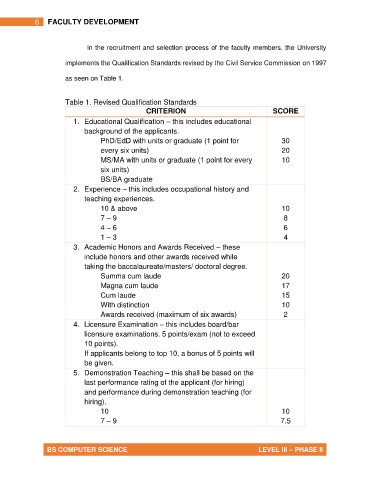 6 FACULTY DEVELOPMENT
In the recruitment and selection process of the faculty members, the University
implements the Qualification Standards revised by the Civil Service Commission on 1997
as seen on Table 1.
Table 1. Revised Qualification Standards
CRITERION SCORE
1. Educational Qualification – this includes educational
background of the applicants.
PhD/EdD with units or graduate (1 point for 30
every six units) 20
MS/MA with units or graduate (1 point for every 10
six units)
BS/BA graduate
2. Experience – this includes occupational history and
teaching experiences.
10 & above 10
7 – 9 8
4 – 6 6
1 – 3 4
3. Academic Honors and Awards Received – these
include honors and other awards received while
taking the baccalaureate/masters/ doctoral degree.
Summa cum laude 20
Magna cum laude 17
Cum laude 15
With distinction 10
Awards received (maximum of six awards) 2
4. Licensure Examination – this includes board/bar
licensure examinations. 5 points/exam (not to exceed
10 points).
If applicants belong to top 10, a bonus of 5 points will
be given.
5. Demonstration Teaching – this shall be based on the
last performance rating of the applicant (for hiring)
and performance during demonstration teaching (for
hiring).
10 10
7 – 9 7.5
BS COMPUTER SCIENCE LEVEL III – PHASE II